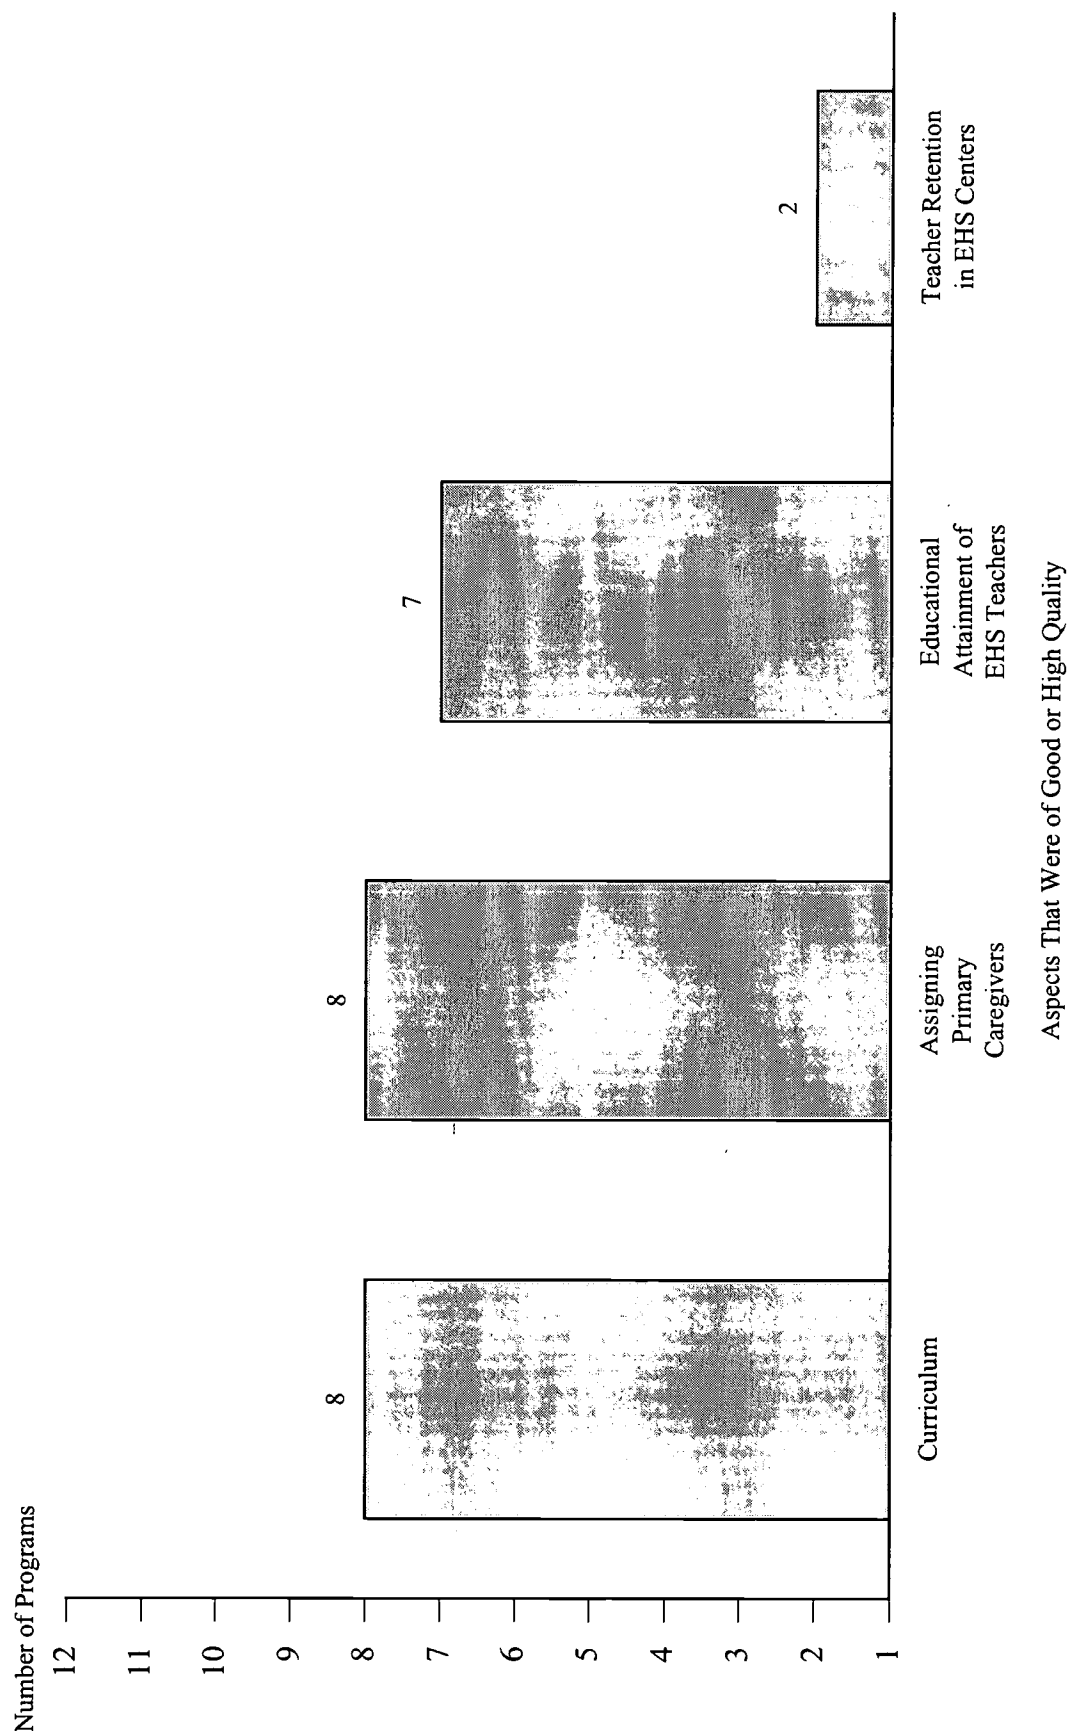 Number of Programs
12
11
10
9
8
7
6
5
4
3
2
1
8
8
7
2
Curriculum
Assigning
Primary
Caregivers
Educational
Attainment of
EHS Teachers
Teacher Retention
in EHS Centers
Aspects That Were of Good or High Quality